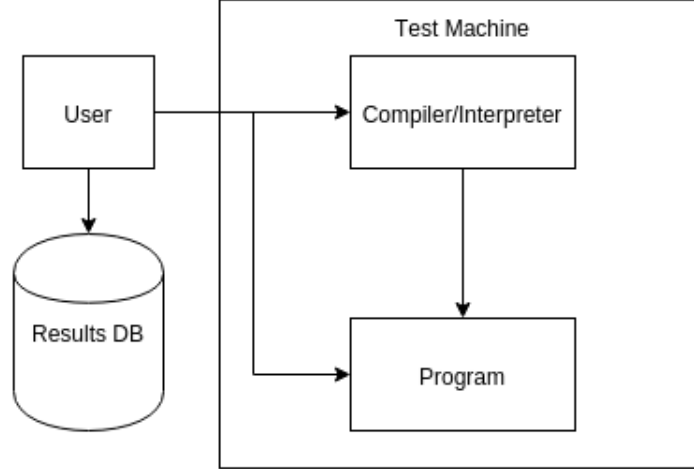 Test Machine
User
Compiler/Interpreter
Results DB
Program